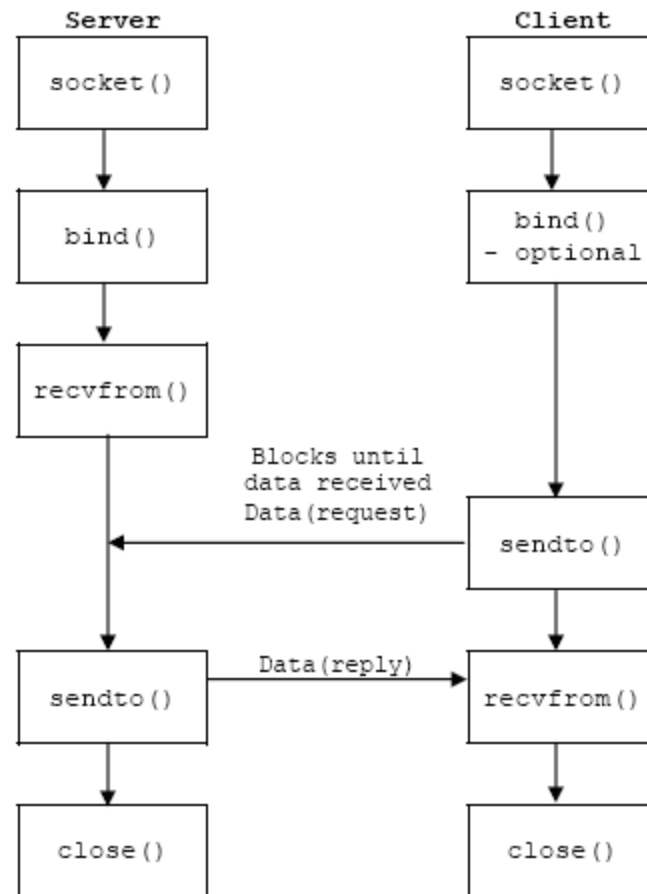 Server
Client
socket()
socket()
bind()
bind()
- optional
recvfrom()
Blocks until
data received
Data(request)
sendto()
Data(reply)
sendto()
recvfrom()
close()
close()